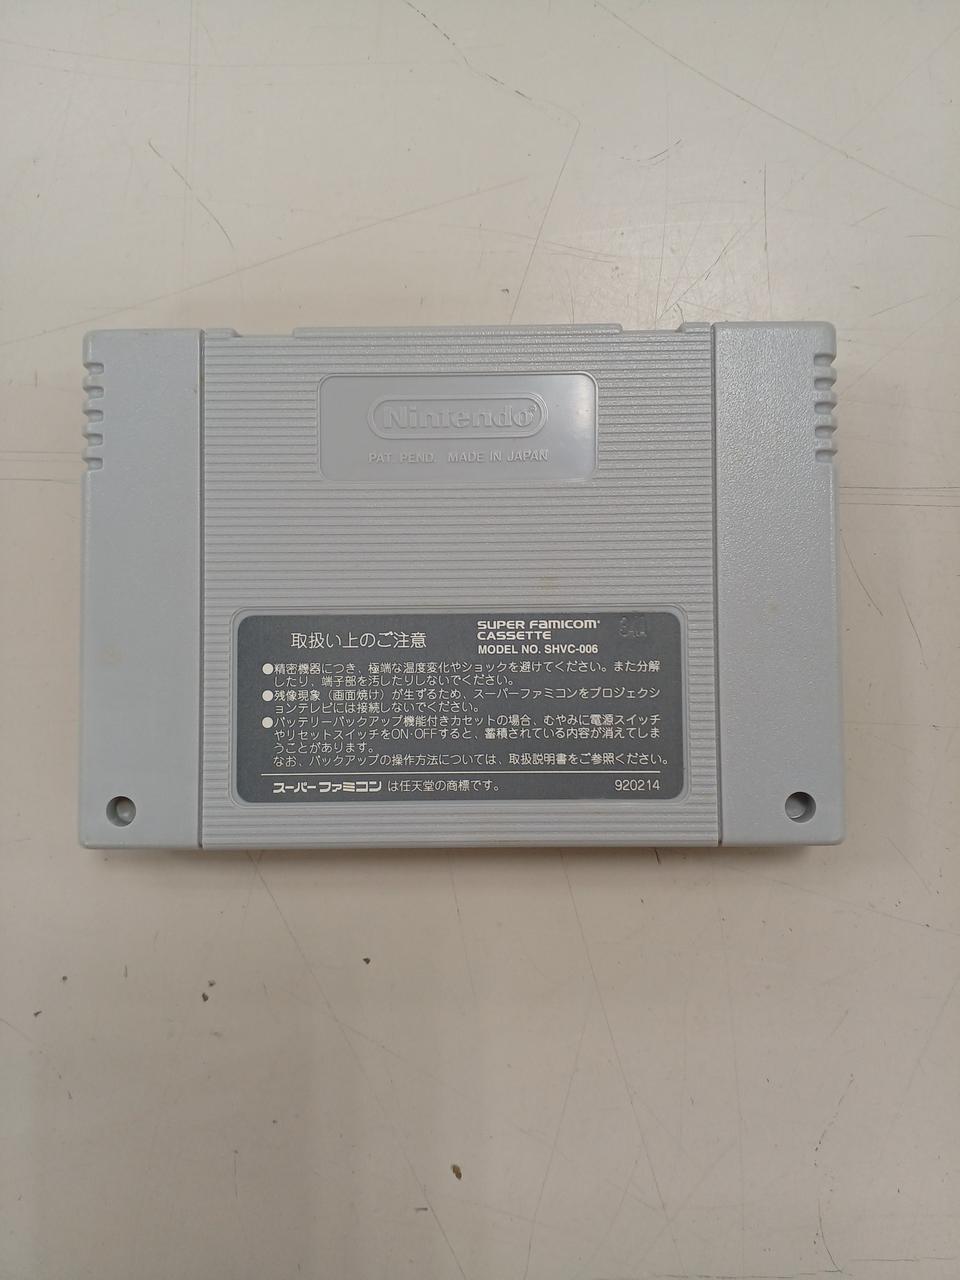 Nintendo®
PAT. PEND. MADE IN JAPAN
取扱い上のご注意
SUPER FAMICOM®
CASSETTE
MODEL NO. SHVC-006
●精密機器につき、極端な温度変化やショックを避けてください。また分解
したり、端子部を汚したりしないでください。
●残像現象（画面焼け）が生ずるため、スーパーファミコンをプロジェクシ
ョンテレビには接続しないでください。
●バッテリーバックアップ機能付きカセットの場合、むやみに電源スイッチ
やリセットスイッチをON・OFFすると、蓄積されている内容が消えてしま
うことがあります。
なお、バックアップの操作方法については、取扱説明書をご参照ください。
スーパーファミコン は任天堂の商標です。
920214